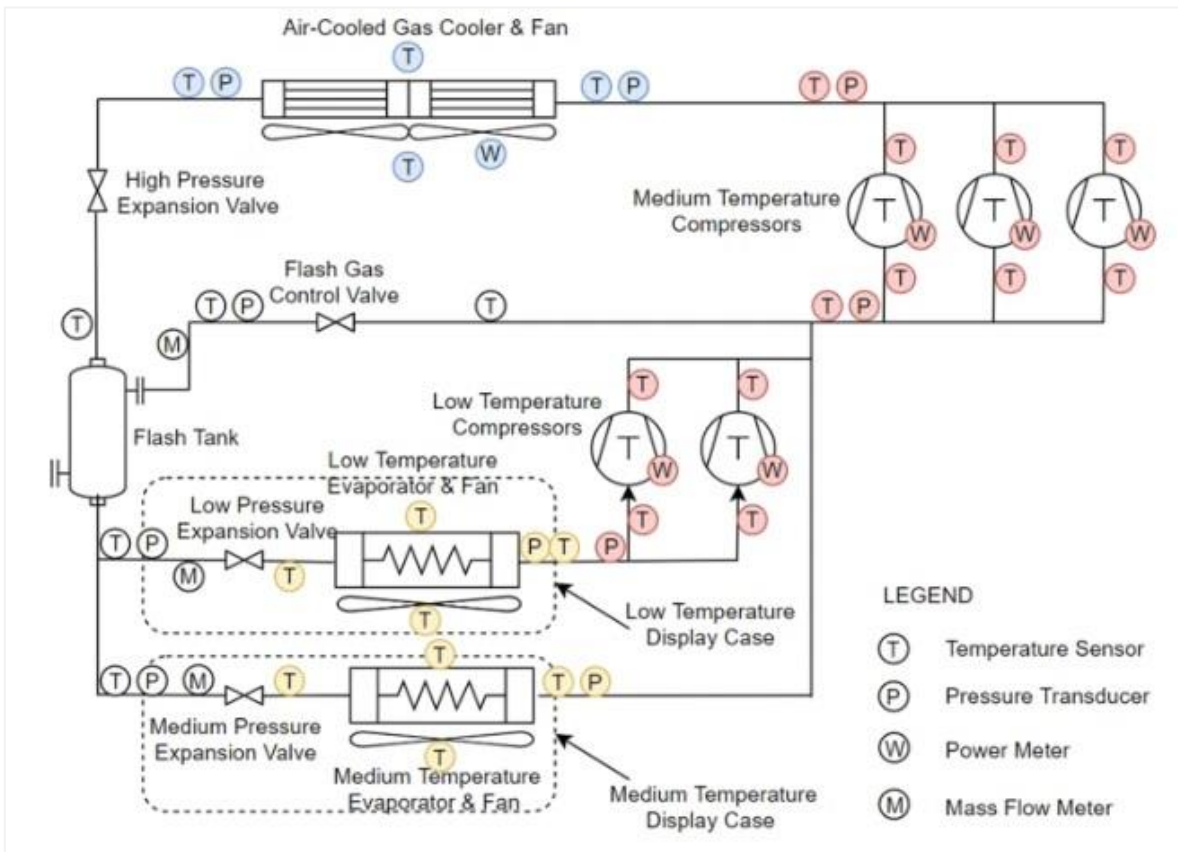 Air-Cooled Gas Cooler & Fan
T
T P
T P
T P
T
W
T
T
T
High Pressure
Expansion Valve
Medium Temperature
Compressors
T
T
T
W
W
W
Flash Gas
Control Valve
T
T
T
T P
T
T P
T
M
T
T
Low Temperature
Compressors
T
T
W
W
Flash Tank
Low Temperature
Evaporator & Fan
Low Pressure
Expansion Valve
T
T
T
T P
P T
P
M
T
LEGEND
Low Temperature
Display Case
T
T
T Temperature Sensor
T P M
T
T P
P Pressure Transducer
Medium Pressure
Expansion Valve
W Power Meter
T
Medium Temperature
Evaporator & Fan
Medium Temperature
Display Case
M Mass Flow Meter